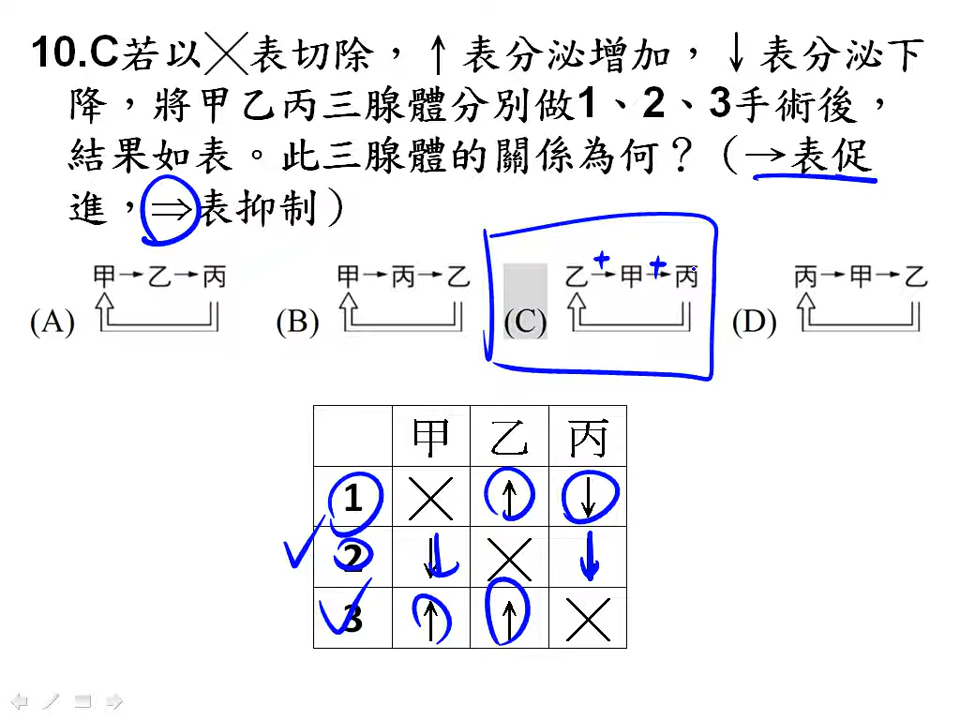 10.C若以╳表切除，↑表分泌增加，↓表分泌下
降，將甲乙丙三腺體分別做1、2、3手術後，
結果如表。此三腺體的關係為何？（→表促
進，⇒表抑制）
(A) 甲→乙→丙
(B) 甲→丙→乙
(C) 乙→甲→丙
+ +
(D) 丙→甲→乙
甲 乙 丙
1 ╳ ↑ ↓
2 ↓ ╳ ↓
3 ↑ ↑ ╳